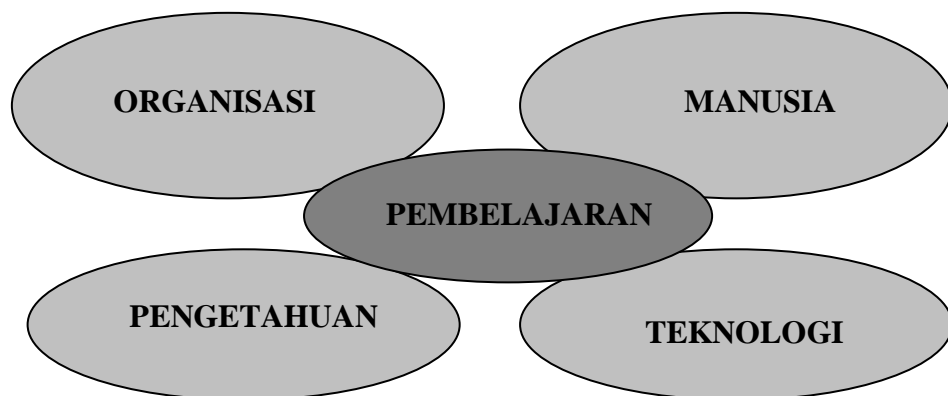 ORGANISASI
MANUSIA
PEMBELAJARAN
PENGETAHUAN
TEKNOLOGI